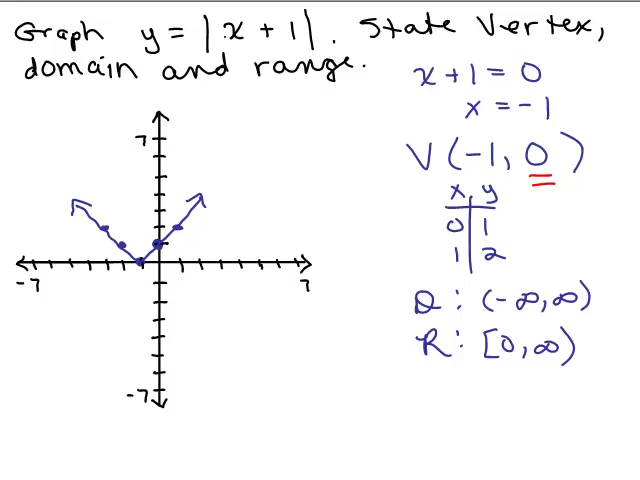 Graph y = |x + 1|. State Vertex,
domain and range.
x + 1 = 0
x = -1
V (-1, 0)
x, y
0 1
1 2
D : (-∞, ∞)
R : [0, ∞)
7
-7
7
-7